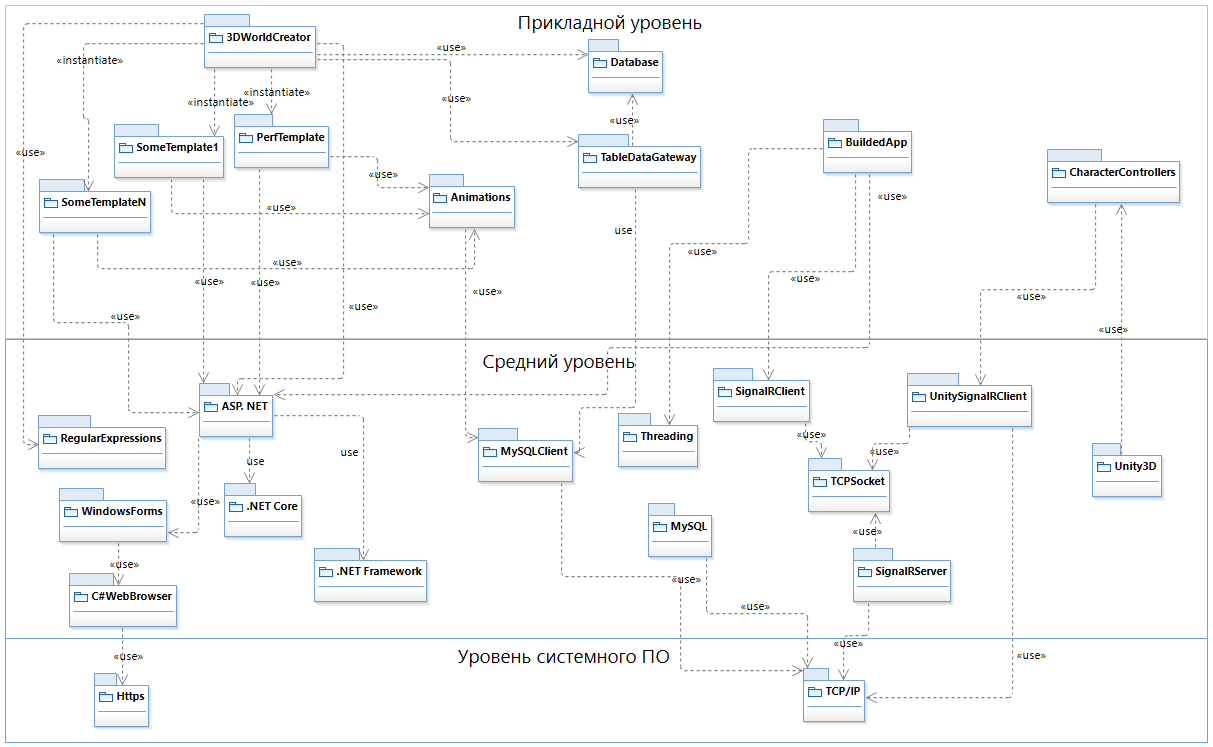 Прикладной уровень
3DWorldCreator
«use»
Database
«instantiate»
«instantiate»
«instantiate»
«use»
«use»
SomeTemplate1
PerfTemplate
TableDataGateway
BuildedApp
«use»
CharacterControllers
«use»
SomeTemplateN
Animations
«use»
«use»
use
«use»
«use»
«use»
«use»
«use»
«use»
«use»
«use»
«use»
«use»
Средний уровень
ASP. NET
SignalRClient
UnitySignalRClient
RegularExpressions
MySQLClient
Threading
«use»
use
use
«use»
Unity3D
TCPSocket
«use»
WindowsForms
.NET Core
MySQL
«use»
«use»
C#WebBrowser
.NET Framework
«use»
SignalRServer
«use»
«use»
«use»
«use»
Уровень системного ПО
Https
TCP/IP